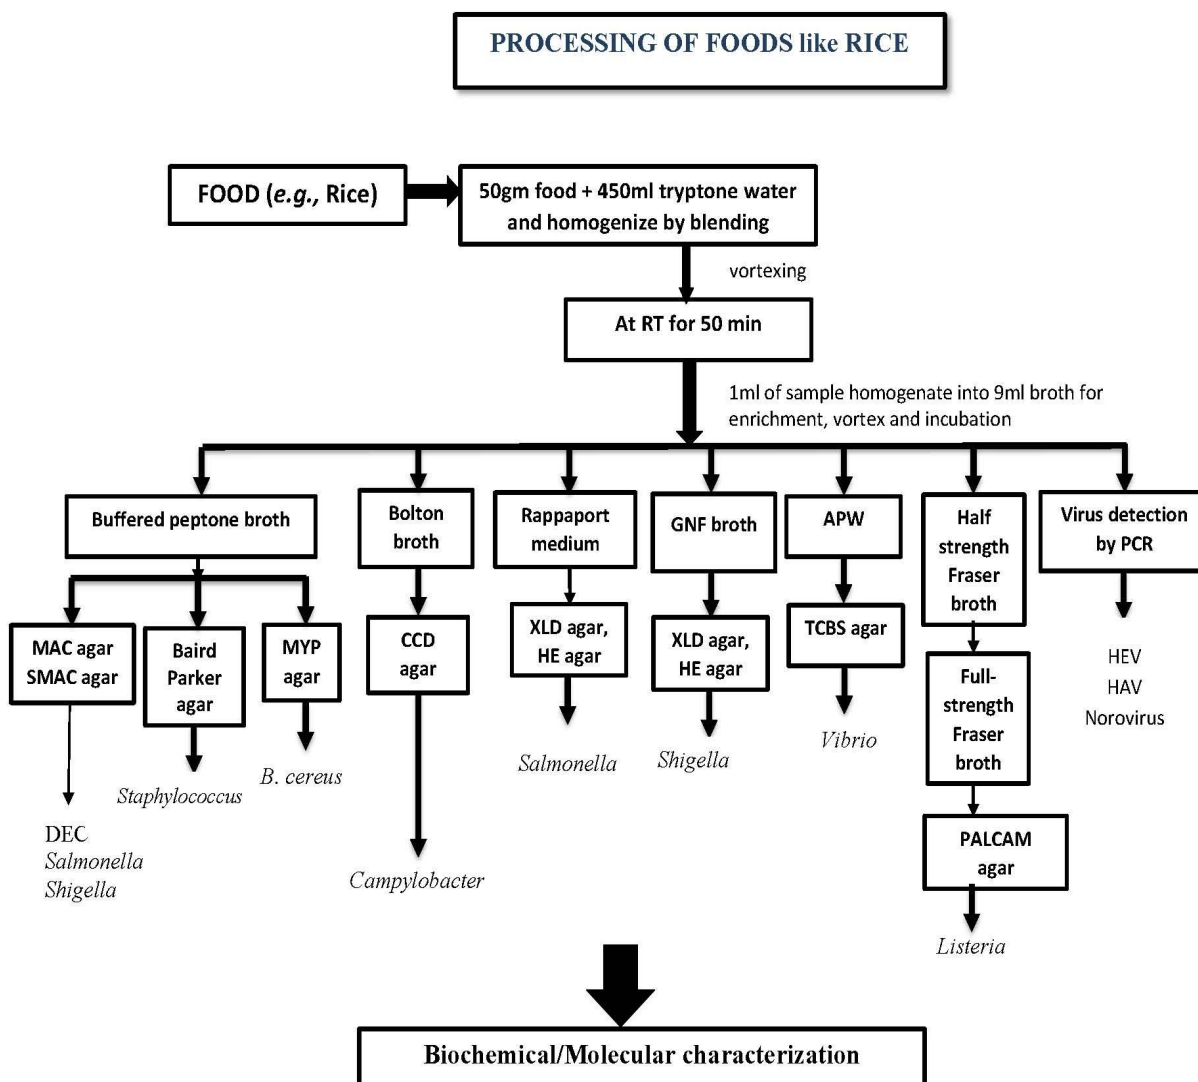 PROCESSING OF FOODS like RICE
FOOD (e.g., Rice)
50gm food + 450ml tryptone water
and homogenize by blending
vortexing
At RT for 50 min
1ml of sample homogenate into 9ml broth for
enrichment, vortex and incubation
Buffered peptone broth
MAC agar
SMAC agar
DEC
Salmonella
Shigella
Baird
Parker
agar
Staphylococcus
MYP
agar
B. cereus
Bolton
broth
CCD
agar
Campylobacter
Rappaport
medium
XLD agar,
HE agar
Salmonella
GNF broth
XLD agar,
HE agar
Shigella
APW
TCBS agar
Vibrio
Half
strength
Fraser
broth
Full-
strength
Fraser
broth
PALCAM
agar
Listeria
Virus detection
by PCR
HEV
HAV
Norovirus
Biochemical/Molecular characterization